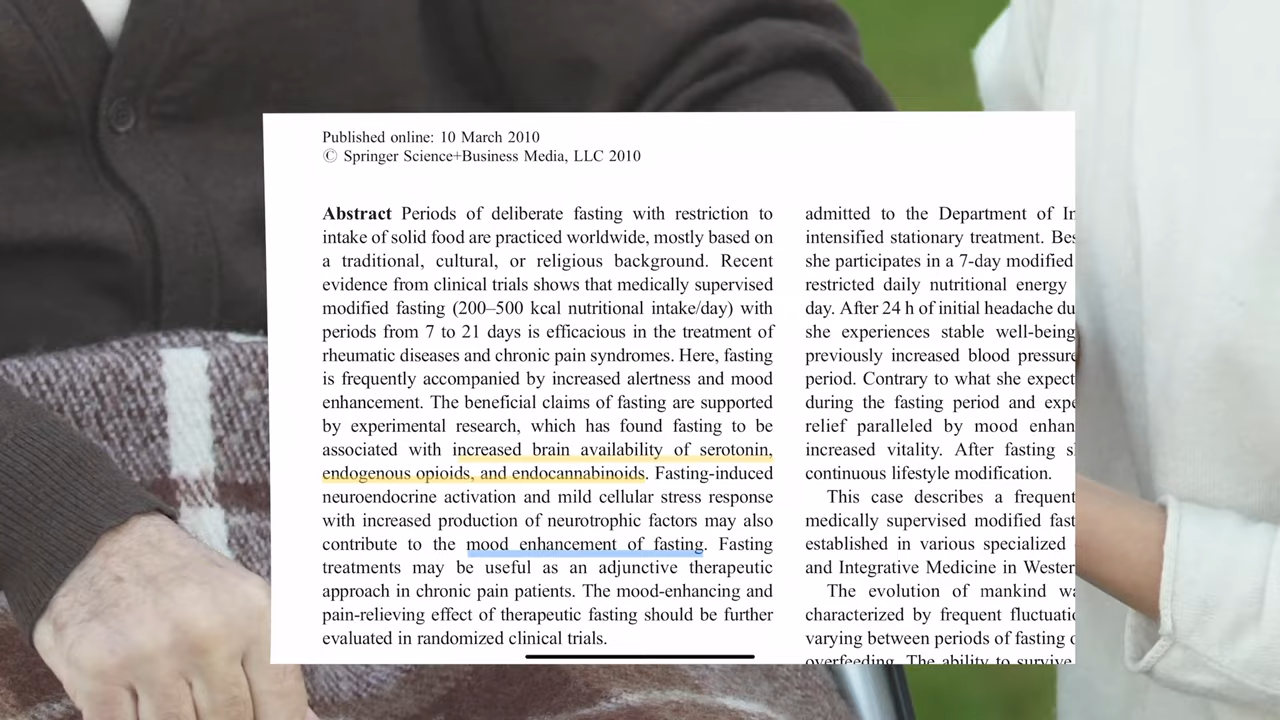 Published online: 10 March 2010
© Springer Science+Business Media, LLC 2010
Abstract Periods of deliberate fasting with restriction to
intake of solid food are practiced worldwide, mostly based on
a traditional, cultural, or religious background. Recent
evidence from clinical trials shows that medically supervised
modified fasting (200–500 kcal nutritional intake/day) with
periods from 7 to 21 days is efficacious in the treatment of
rheumatic diseases and chronic pain syndromes. Here, fasting
is frequently accompanied by increased alertness and mood
enhancement. The beneficial claims of fasting are supported
by experimental research, which has found fasting to be
associated with increased brain availability of serotonin,
endogenous opioids, and endocannabinoids. Fasting-induced
neuroendocrine activation and mild cellular stress response
with increased production of neurotrophic factors may also
contribute to the mood enhancement of fasting. Fasting
treatments may be useful as an adjunctive therapeutic
approach in chronic pain patients. The mood-enhancing and
pain-relieving effect of therapeutic fasting should be further
evaluated in randomized clinical trials.
admitted to the Department of
intensified stationary treatment.
she participates in a 7-day modified
restricted daily nutritional energy
day. After 24 h of initial headache
she experiences stable well-being
previously increased blood pressure
period. Contrary to what she
during the fasting period and
relief paralleled by mood
increased vitality. After fasting
continuous lifestyle modification.
This case describes a frequent
medically supervised modified
established in various specialized
and Integrative Medicine in
The evolution of mankind
characterized by frequent
varying between periods of fasting
overfeeding. The ability to survive